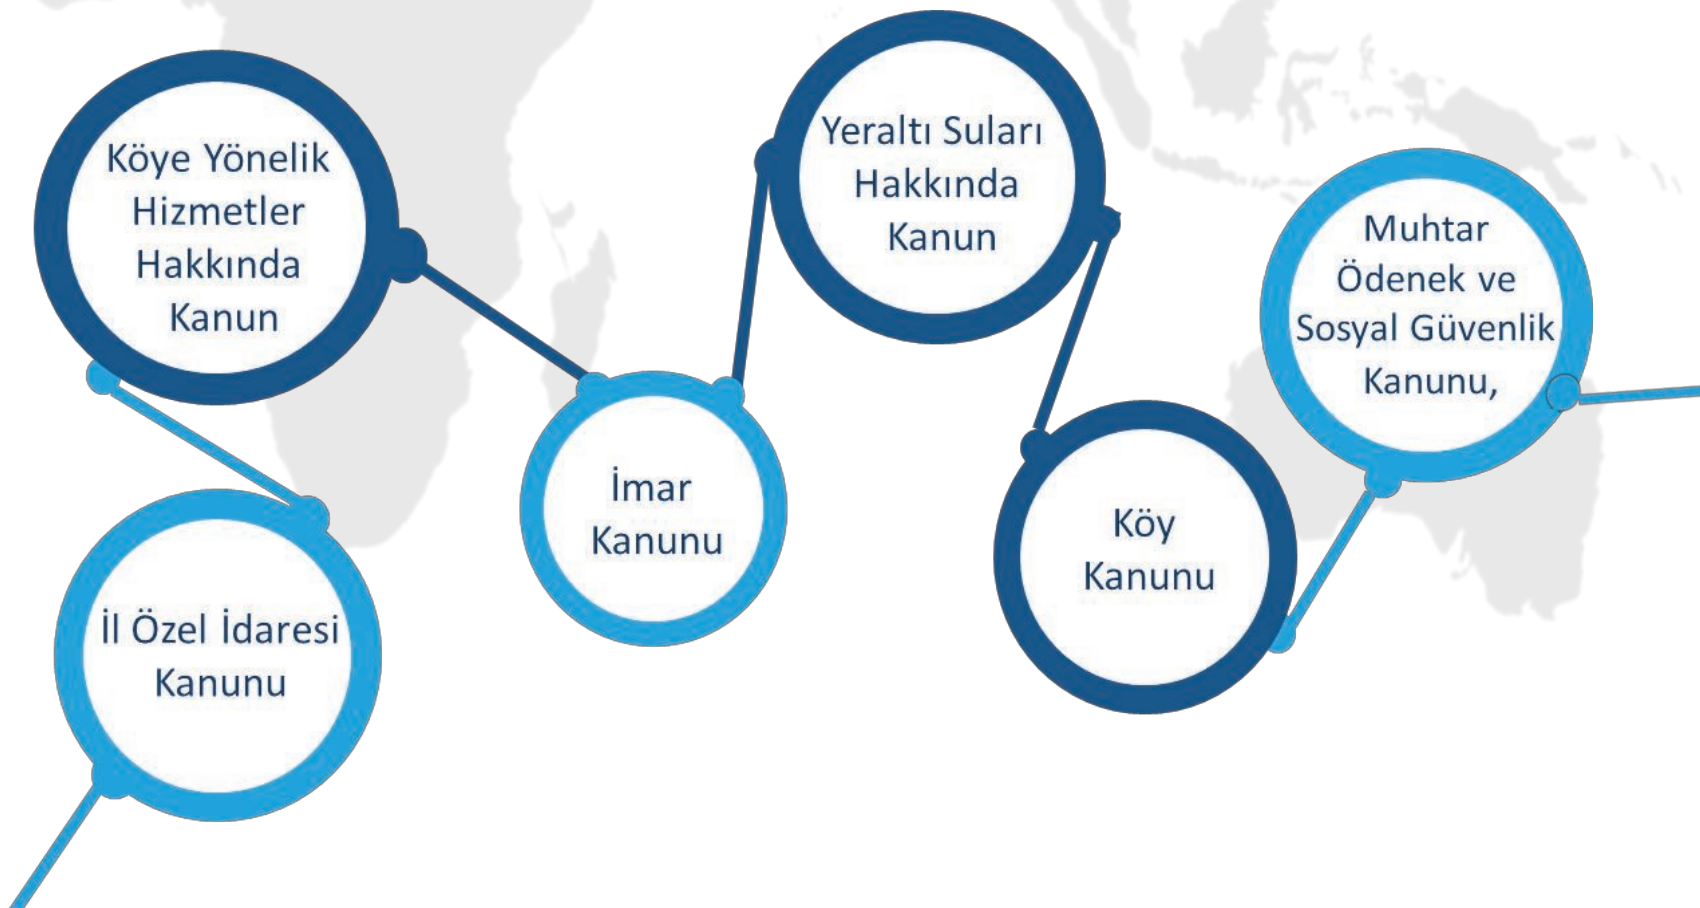 Köye Yönelik
Hizmetler
Hakkında
Kanun
İl Özel İdaresi
Kanunu
İmar
Kanunu
Yeraltı Suları
Hakkında
Kanun
Köy
Kanunu
Muhtar
Ödenek ve
Sosyal Güvenlik
Kanunu,